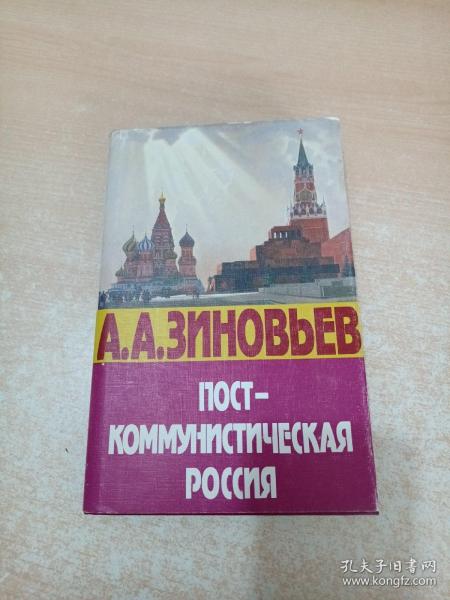 А.А.ЗИНОВЬЕВ
ПОСТ-
КОММУНИСТИЧЕСКАЯ
РОССИЯ
孔夫子旧书网
www.kongfz.com